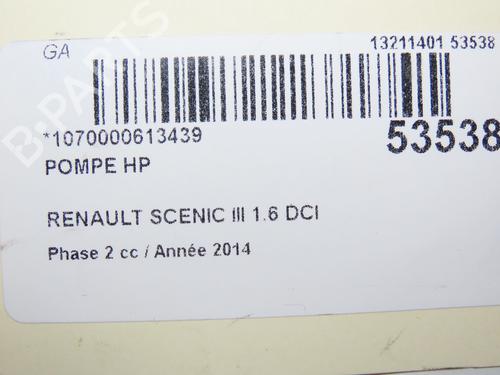 GA
13211401 53538
*1070000613439
53538
POMPE HP
RENAULT SCENIC III 1.6 DCI
Phase 2 cc / Année 2014
B-PARTS